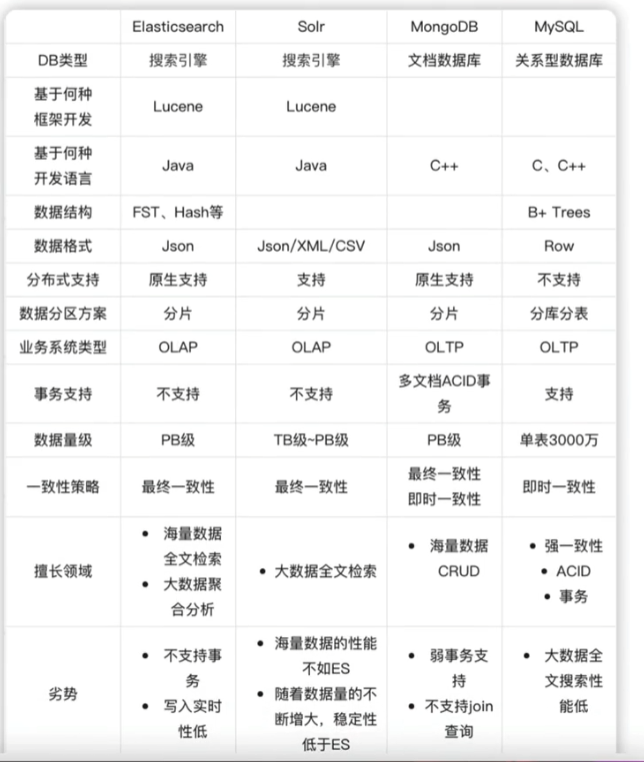 Elasticsearch Solr MongoDB MySQL
DB类型 搜索引擎 搜索引擎 文档数据库 关系型数据库
基于何种
框架开发 Lucene Lucene
基于何种
开发语言 Java Java C++ C、C++
数据结构 FST、Hash等 B+ Trees
数据格式 Json Json/XML/CSV Json Row
分布式支持 原生支持 支持 原生支持 不支持
数据分区方案 分片 分片 分片 分库分表
业务系统类型 OLAP OLAP OLTP OLTP
事务支持 不支持 不支持 多文档ACID事
务 支持
数据量级 PB级 TB级~PB级 PB级 单表3000万
一致性策略 最终一致性 最终一致性 最终一致性
即时一致性 即时一致性
擅长领域
• 海量数据
全文检索
• 大数据聚
合分析
• 大数据全文检索
• 海量数据
CRUD
• 强一致性
• ACID
• 事务
劣势
• 不支持事
务
• 写入实时
性低
• 海量数据的性能
不如ES
• 随着数据量的不
断增大，稳定性
低于ES
• 弱事务支
持
• 不支持join
查询
• 大数据全
文搜索性
能低